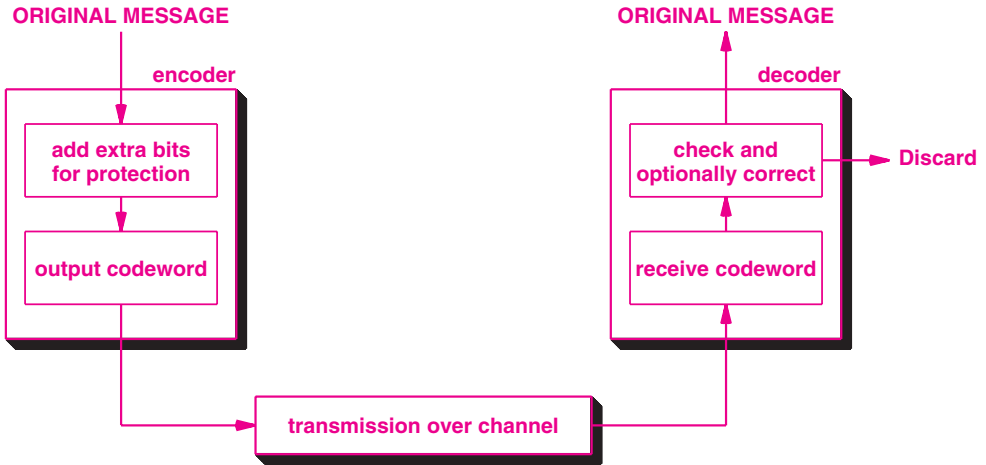 ORIGINAL MESSAGE
encoder
add extra bits
for protection
output codeword
transmission over channel
ORIGINAL MESSAGE
decoder
check and
optionally correct
Discard
receive codeword